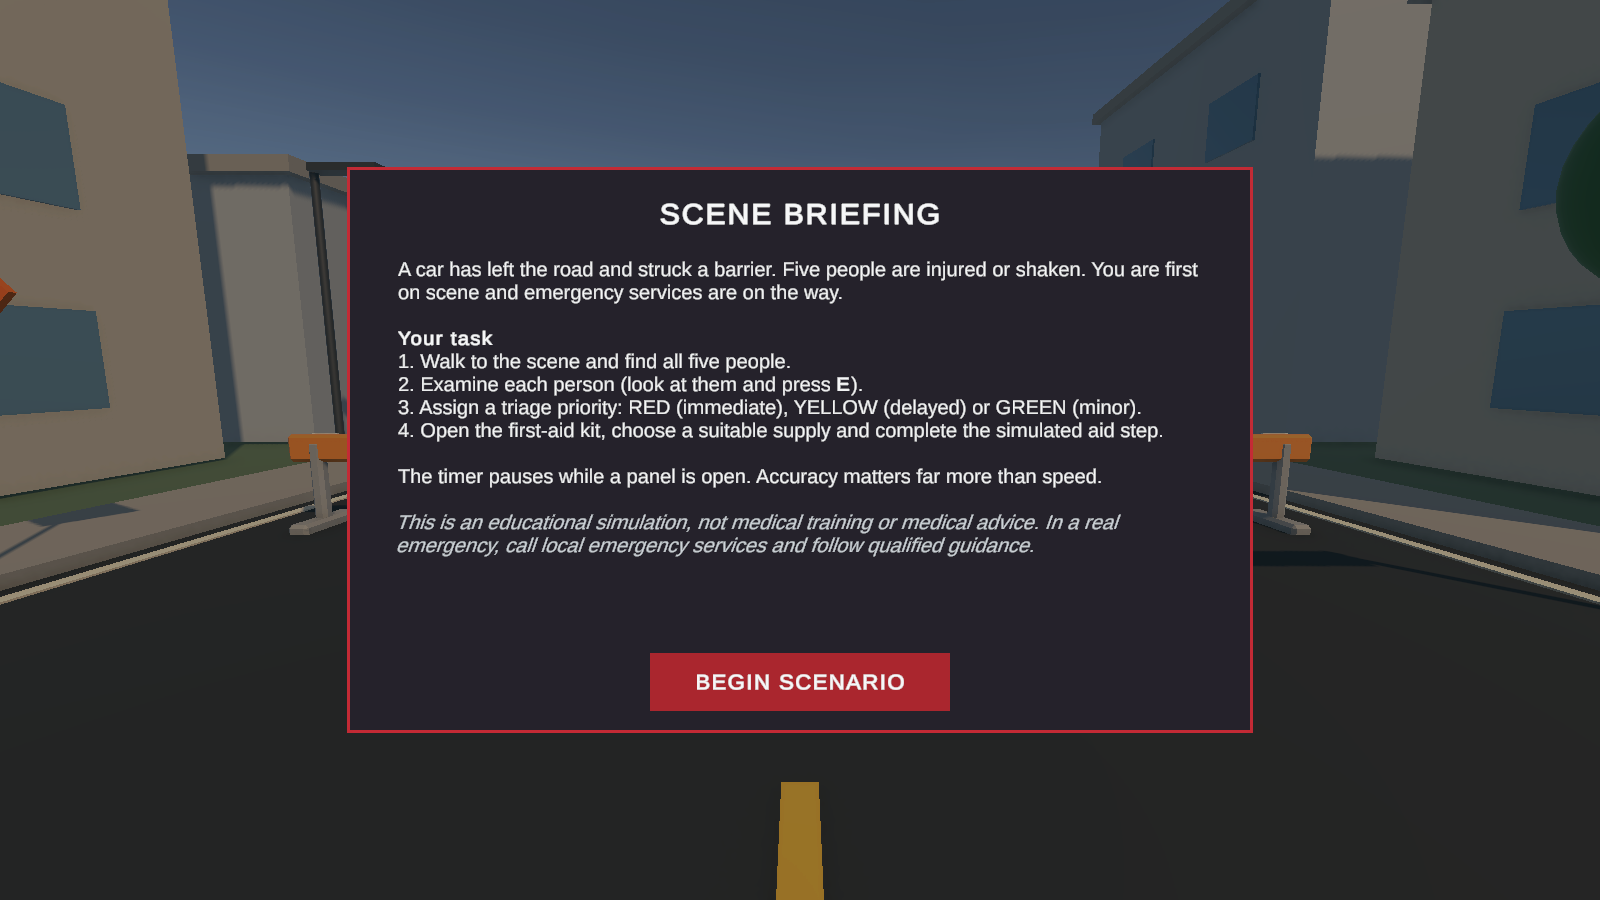 SCENE BRIEFING
A car has left the road and struck a barrier. Five people are injured or shaken. You are first
on scene and emergency services are on the way.
Your task
1. Walk to the scene and find all five people.
2. Examine each person (look at them and press E).
3. Assign a triage priority: RED (immediate), YELLOW (delayed) or GREEN (minor).
4. Open the first-aid kit, choose a suitable supply and complete the simulated aid step.
The timer pauses while a panel is open. Accuracy matters far more than speed.
This is an educational simulation, not medical training or medical advice. In a real
emergency, call local emergency services and follow qualified guidance.
BEGIN SCENARIO